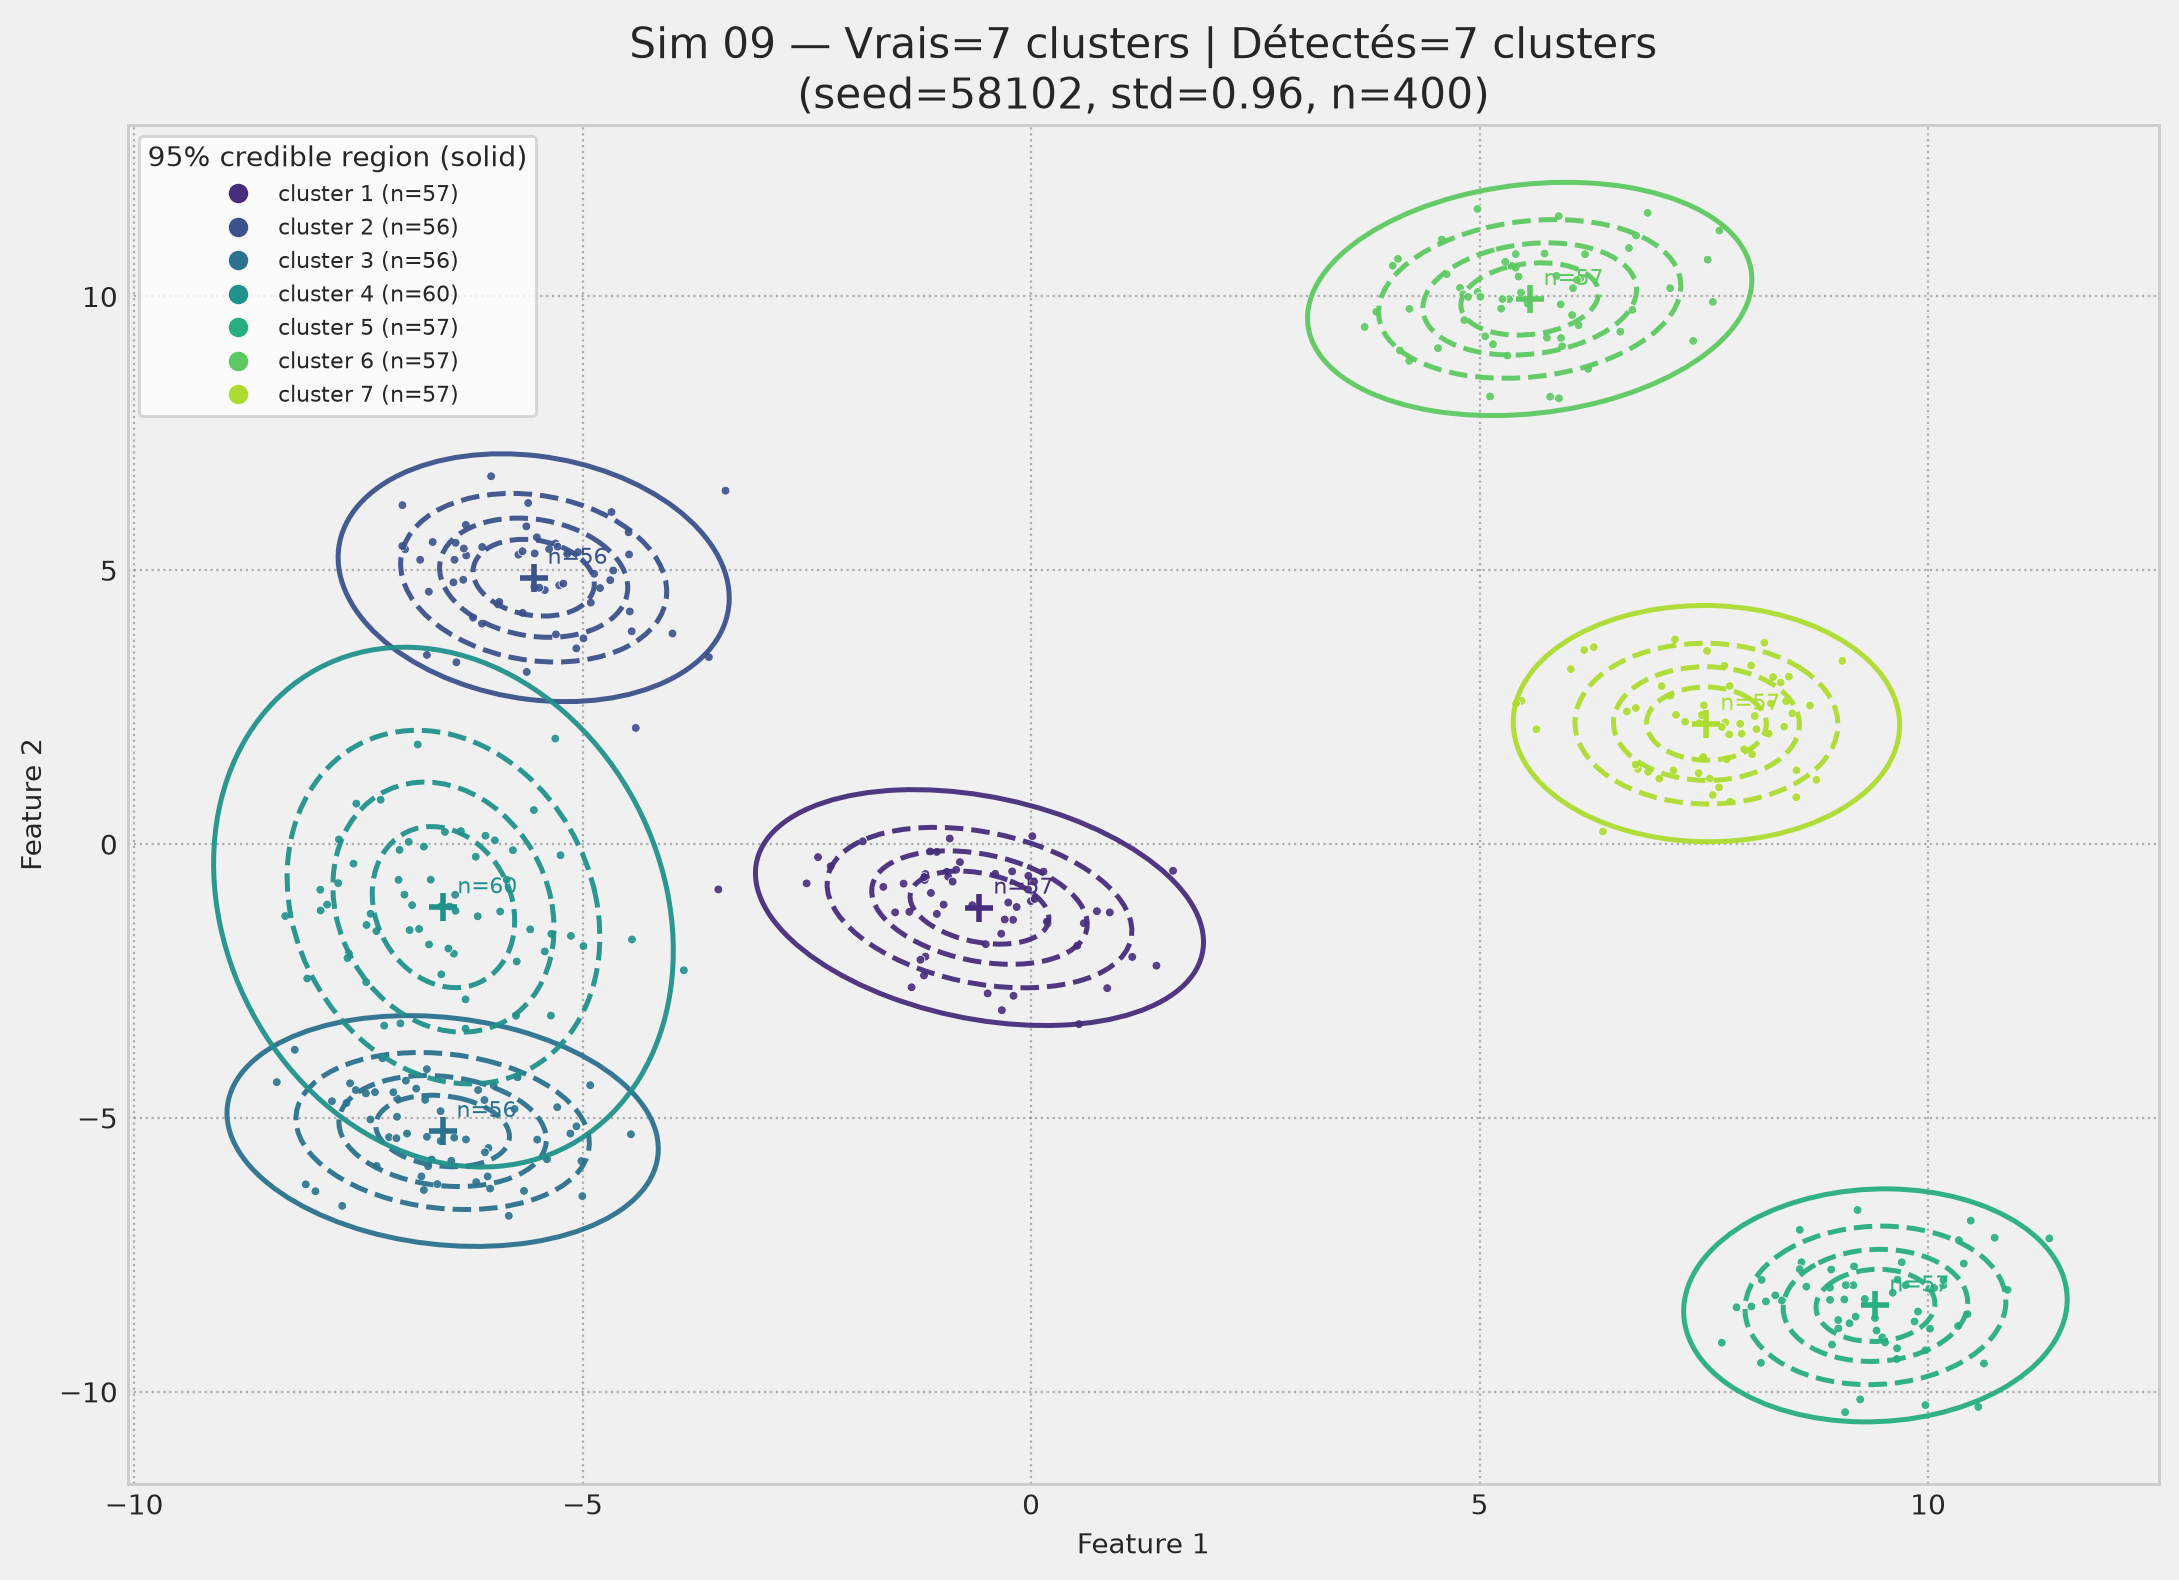 Sim 09 — Vrais=7 clusters | Détectés=7 clusters
(seed=58102, std=0.96, n=400)
95% credible region (solid)
cluster 1 (n=57)
cluster 2 (n=56)
cluster 3 (n=56)
cluster 4 (n=60)
cluster 5 (n=57)
cluster 6 (n=57)
cluster 7 (n=57)
n=57
n=56
n=57
n=60
n=57
n=56
n=57
10
5
0
−5
−10
Feature 2
−10
−5
0
5
10
Feature 1